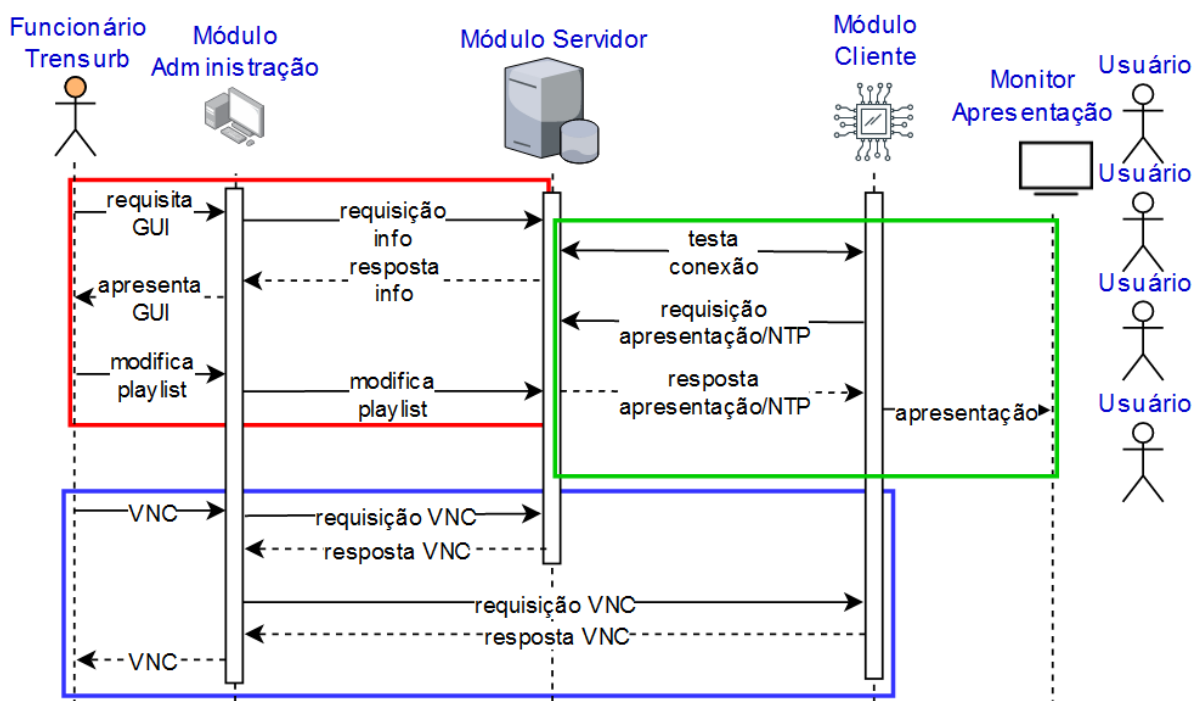 Funcionário
Trensurb
Módulo
Administração
Módulo Servidor
Módulo
Cliente
Monitor
Apresentação
Usuário
Usuário
Usuário
Usuário
requisita
GUI
requisição
info
resposta
info
apresenta
GUI
testa
conexão
requisição
apresentação/NTP
modifica
playlist
modifica
playlist
resposta
apresentação/NTP
apresentação
VNC
requisição VNC
resposta VNC
requisição VNC
resposta VNC
VNC